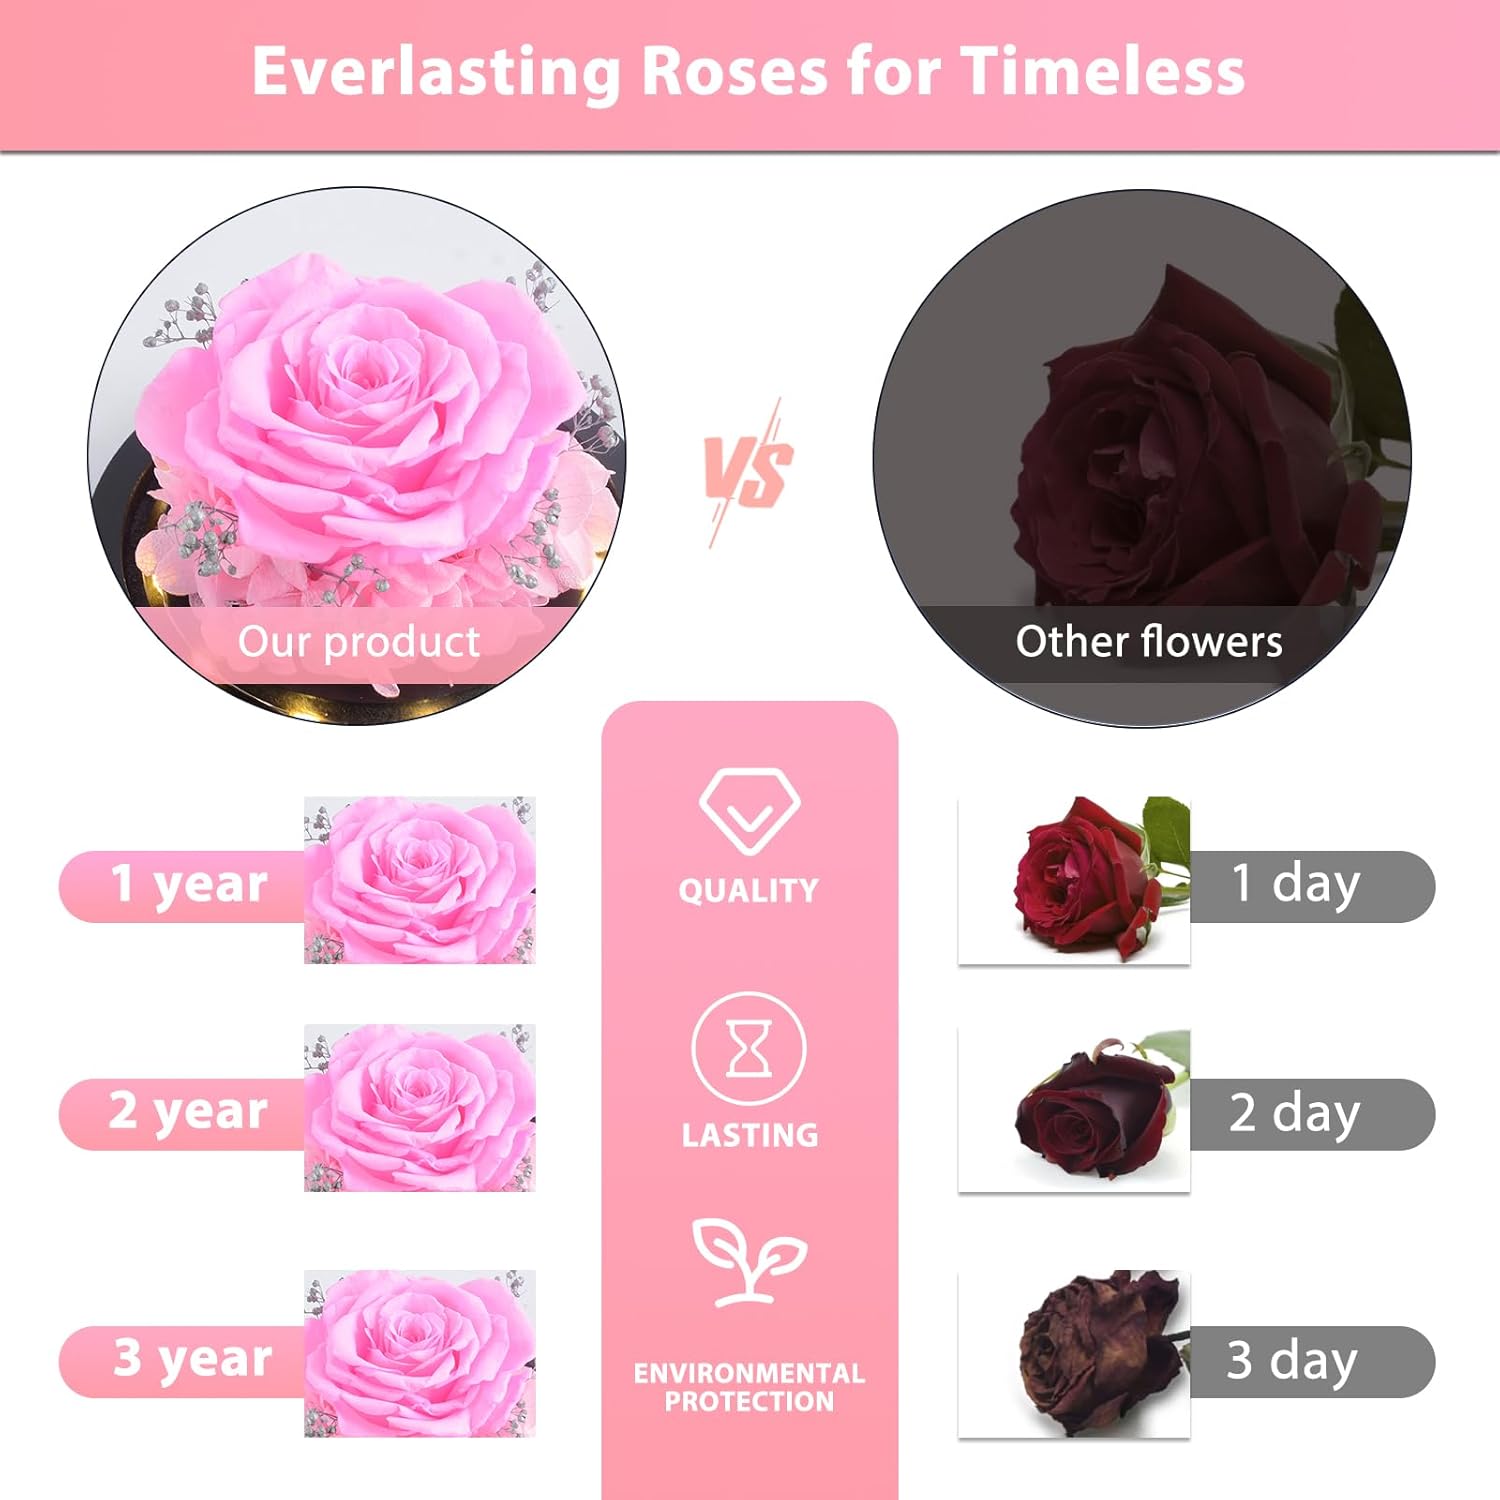 Everlasting Roses for Timeless
Our product
VS
Other flowers
1 year
QUALITY
1 day
2 year
LASTING
2 day
3 year
ENVIRONMENTAL
PROTECTION
3 day